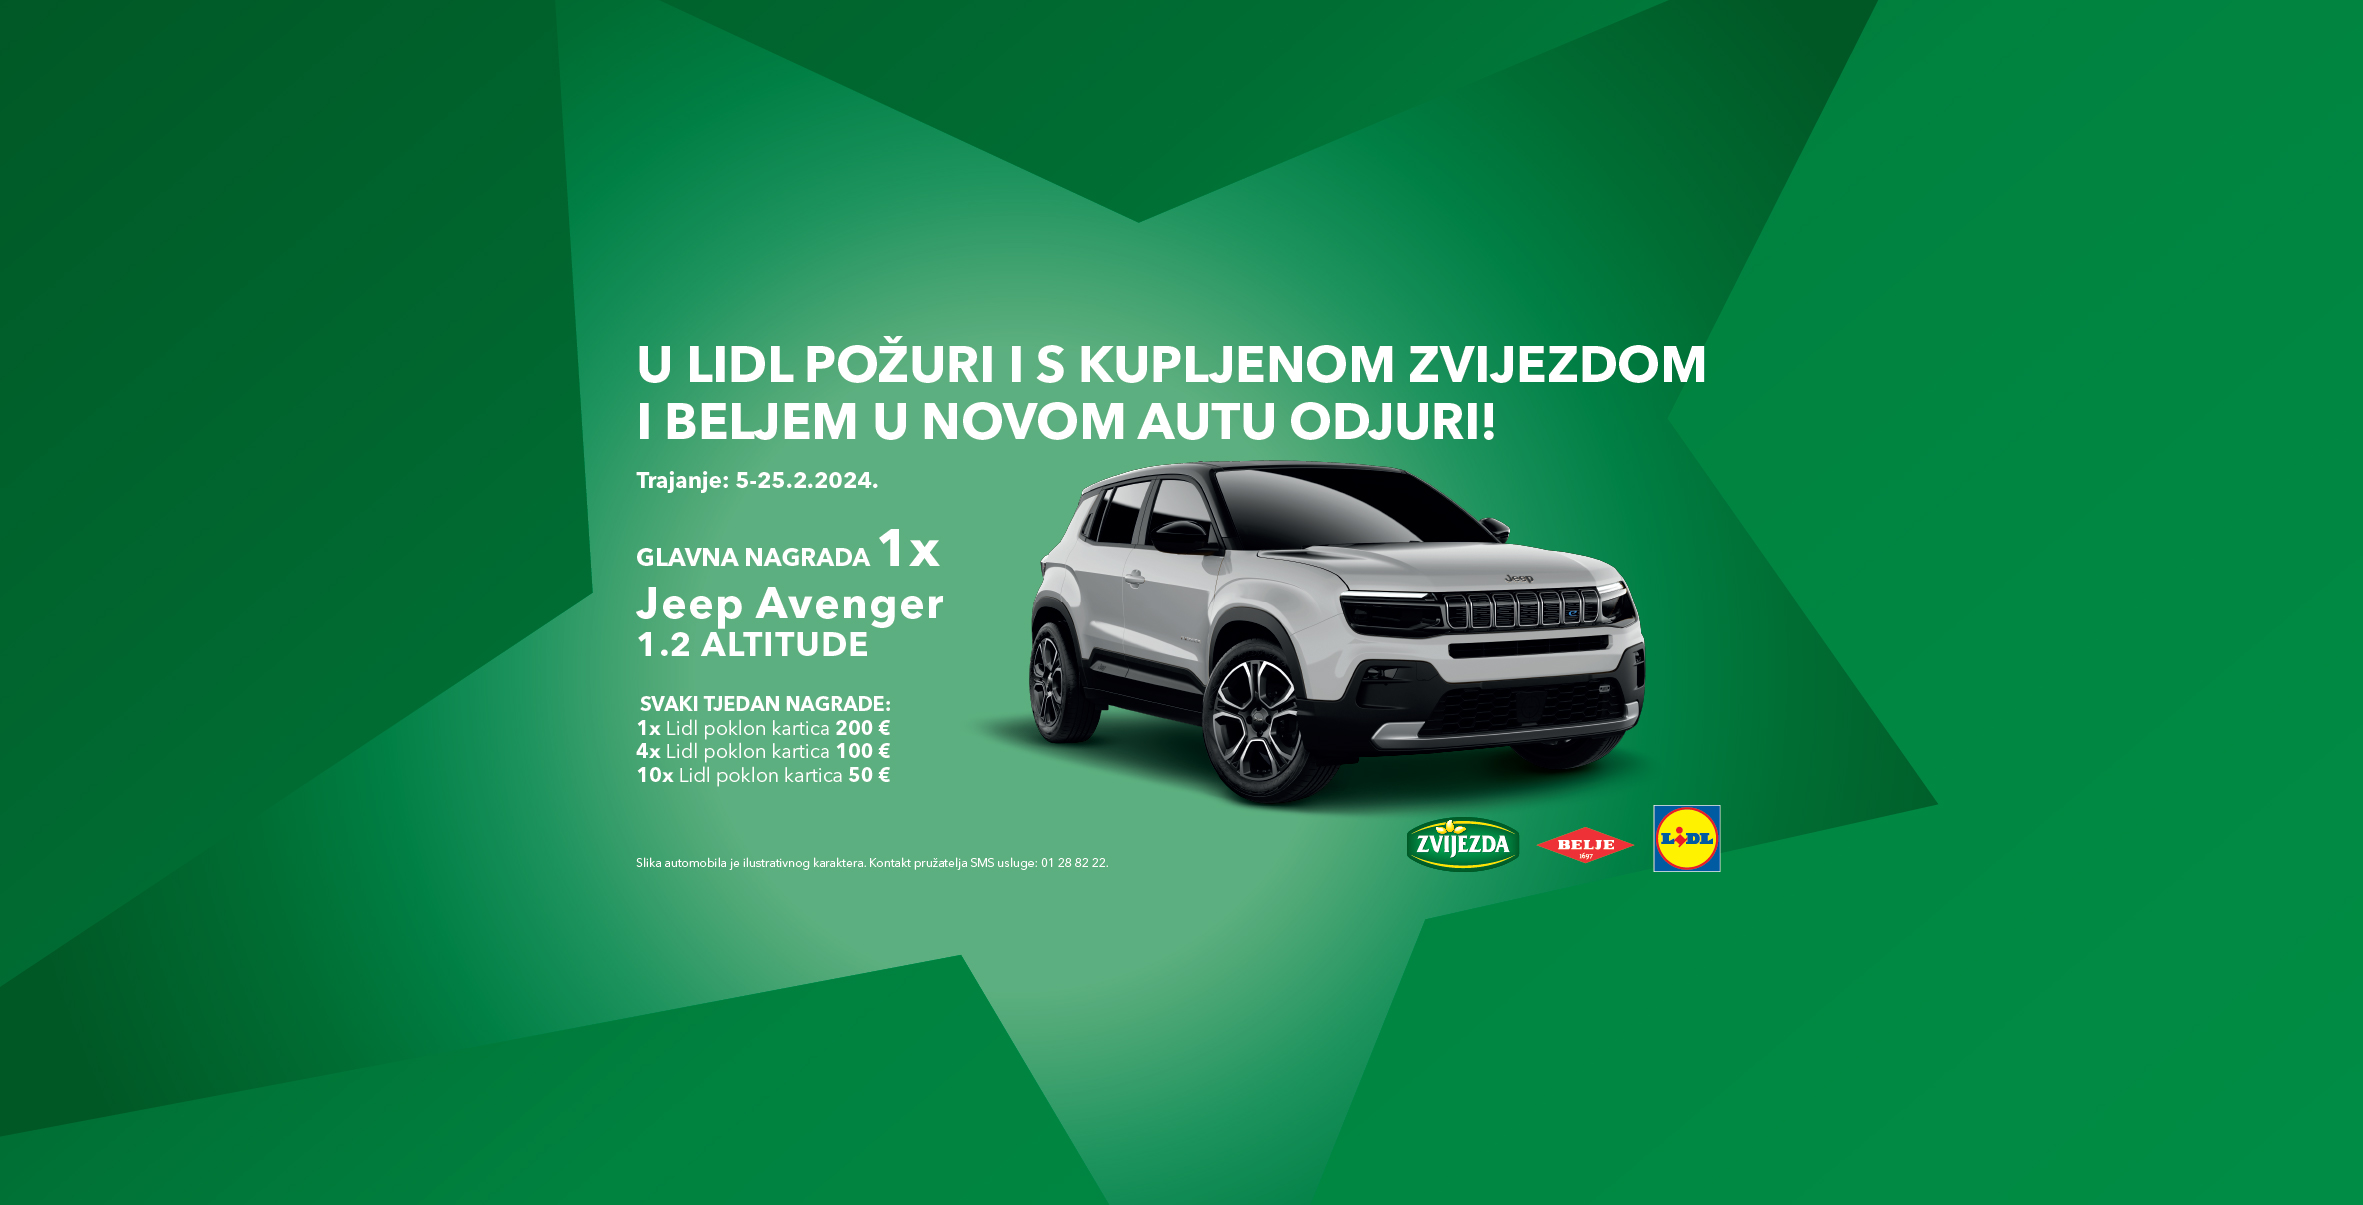 U LIDL POŽURI I S KUPLJENOM ZVIJEZDOM
I BELJEM U NOVOM AUTU ODJURI!
Trajanje: 5-25.2.2024.
GLAVNA NAGRADA 1x
Jeep Avenger
1.2 ALTITUDE
SVAKI TJEDAN NAGRADE:
1x Lidl poklon kartica 200 €
4x Lidl poklon kartica 100 €
10x Lidl poklon kartica 50 €
Jeep
Slika automobila je ilustrativnog karaktera. Kontakt pružatelja SMS usluge: 01 28 82 22.
ZVIJEZDA
BELJE
1697
LIDL